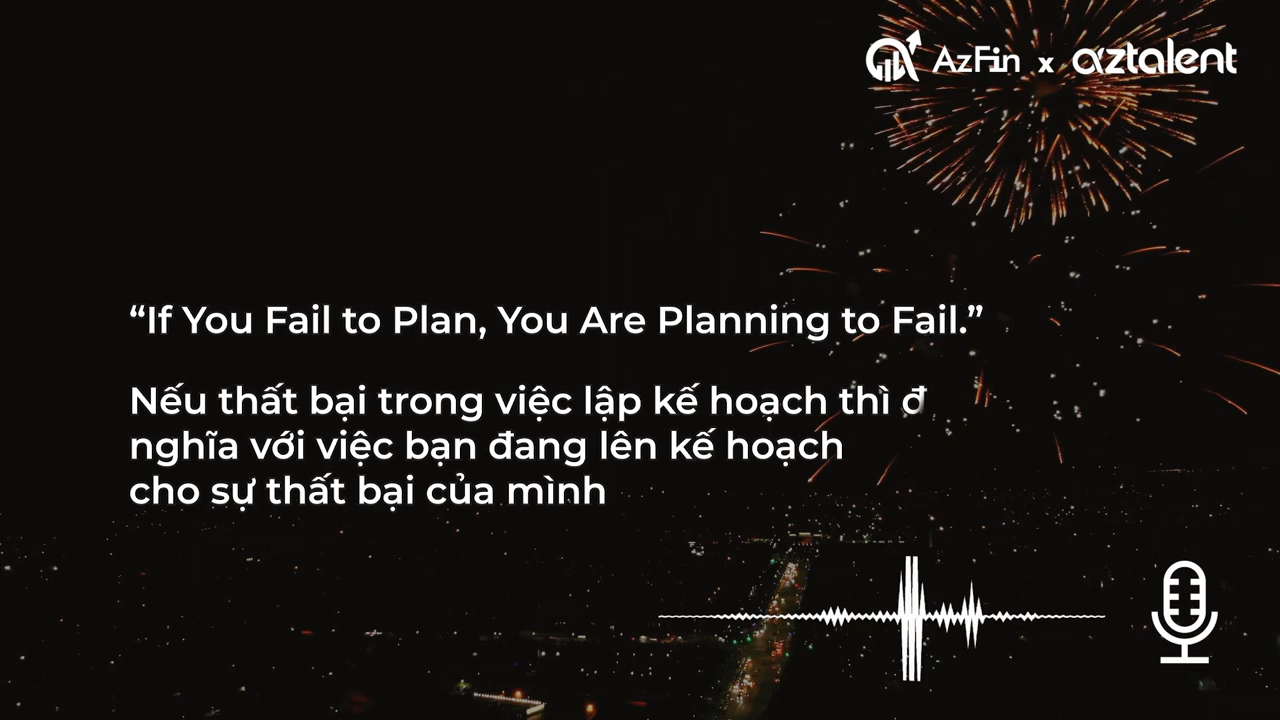 AzFin x aztalent
“If You Fail to Plan, You Are Planning to Fail.”
Nếu thất bại trong việc lập kế hoạch thì đ
nghĩa với việc bạn đang lên kế hoạch
cho sự thất bại của mình